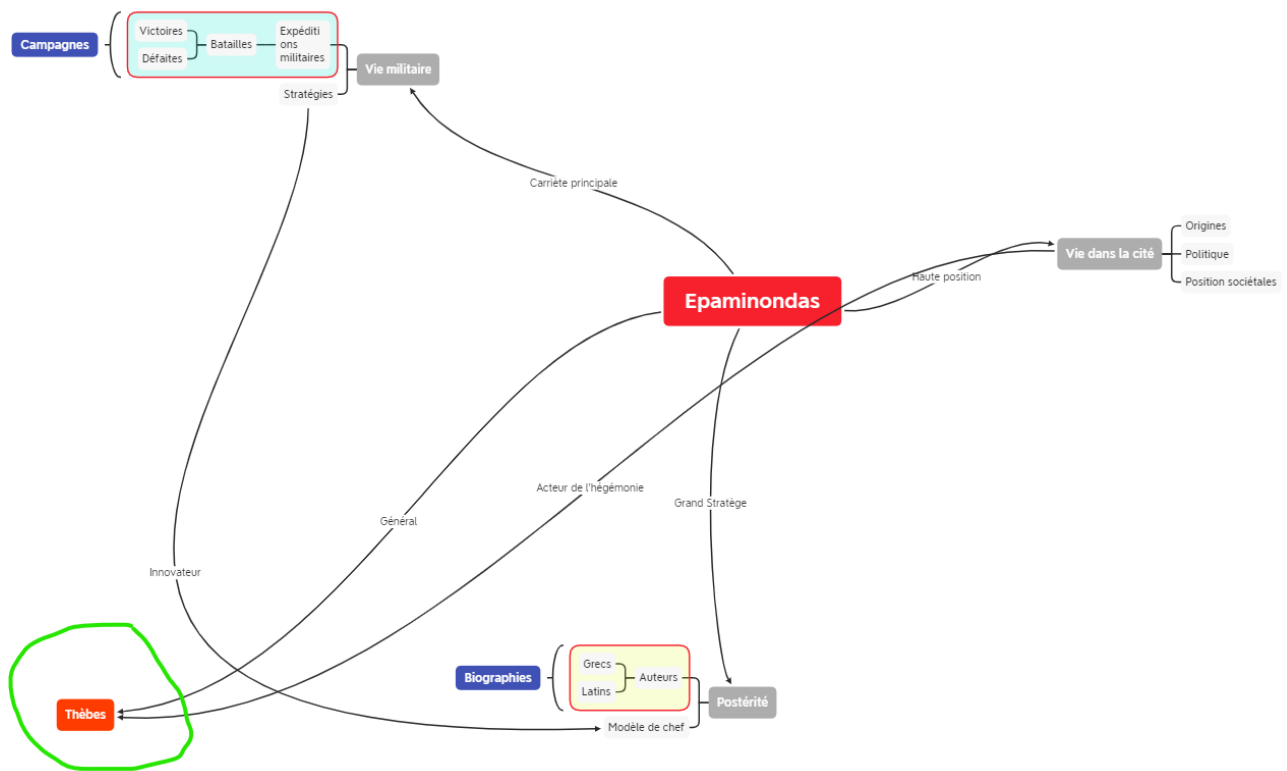 Campagnes
Victoires
Défaites
Batailles
Expéditi
ons
militaires
Vie militaire
Stratégies
Carriète principale
Origines
Vie dans la cité
Politique
Position sociétales
Haute position
Epaminondas
Acteur de l'hégémonie
Grand Stratège
Général
Innovateur
Biographies
Grecs
Latins
Auteurs
Postérité
Modèle de chef
Thèbes